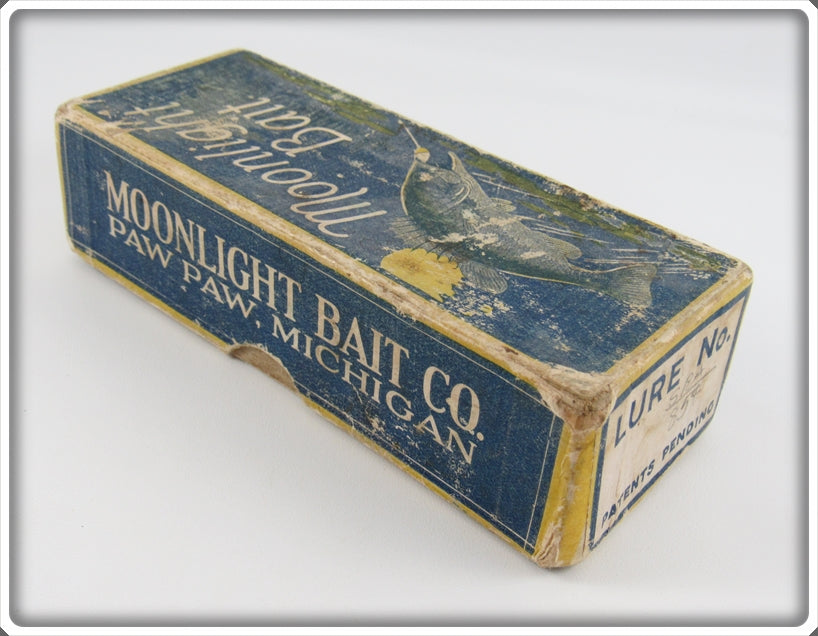 Moonlight
Bait
MOONLIGHT BAIT CO.
PAW PAW, MICHIGAN
LURE NO.
PATENTS PENDING